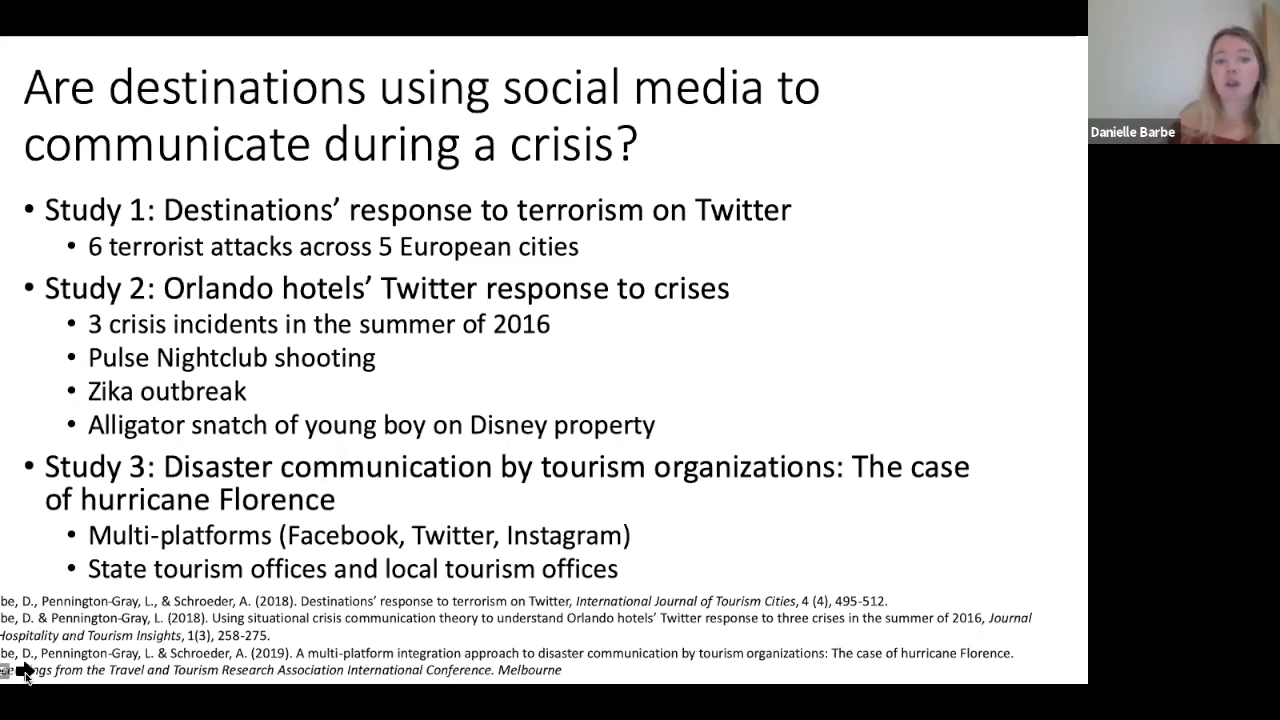 Are destinations using social media to
communicate during a crisis?
• Study 1: Destinations’ response to terrorism on Twitter
• 6 terrorist attacks across 5 European cities
• Study 2: Orlando hotels’ Twitter response to crises
• 3 crisis incidents in the summer of 2016
• Pulse Nightclub shooting
• Zika outbreak
• Alligator snatch of young boy on Disney property
• Study 3: Disaster communication by tourism organizations: The case
of hurricane Florence
• Multi-platforms (Facebook, Twitter, Instagram)
• State tourism offices and local tourism offices
be, D., Pennington-Gray, L., & Schroeder, A. (2018). Destinations’ response to terrorism on Twitter, International Journal of Tourism Cities, 4 (4), 495-512.
be, D. & Pennington-Gray, L. (2018). Using situational crisis communication theory to understand Orlando hotels’ Twitter response to three crises in the summer of 2016, Journal
Hospitality and Tourism Insights, 1(3), 258-275.
be, D., Pennington-Gray, L. & Schroeder, A. (2019). A multi-platform integration approach to disaster communication by tourism organizations: The case of hurricane Florence.
from the Travel and Tourism Research Association International Conference. Melbourne
Danielle Barbe